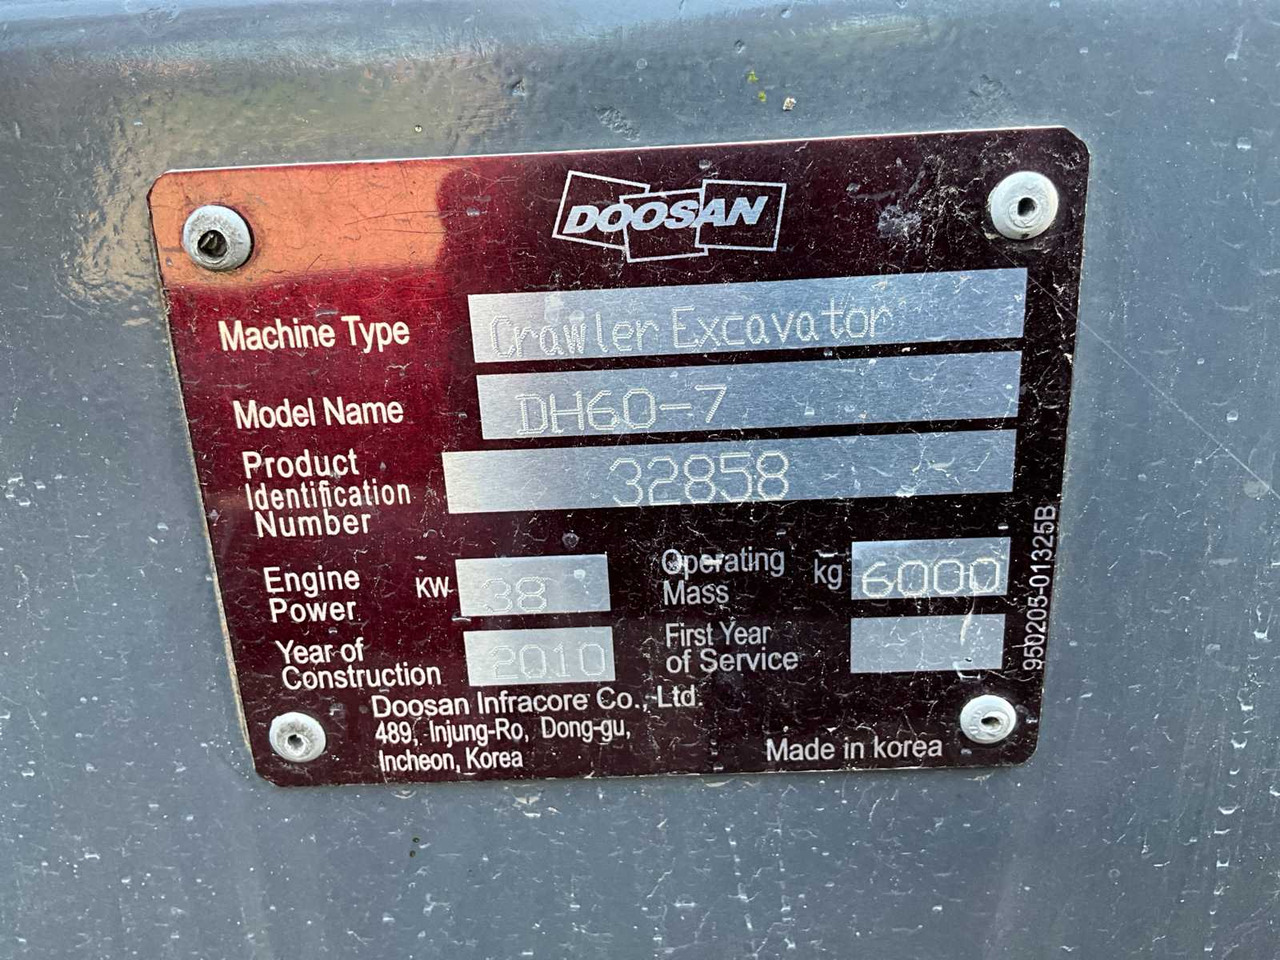 DOOSAN
Machine Type Crawler Excavator
Model Name DH60-7
Product
Identification
Number 32858
Engine
Power KW 38
Operating
Mass kg 6000
Year of
Construction 2010
First Year
of Service
Doosan Infracore Co., Ltd.
489, Injung-Ro, Dong-gu,
Incheon, Korea
Made in korea
950205-01325B